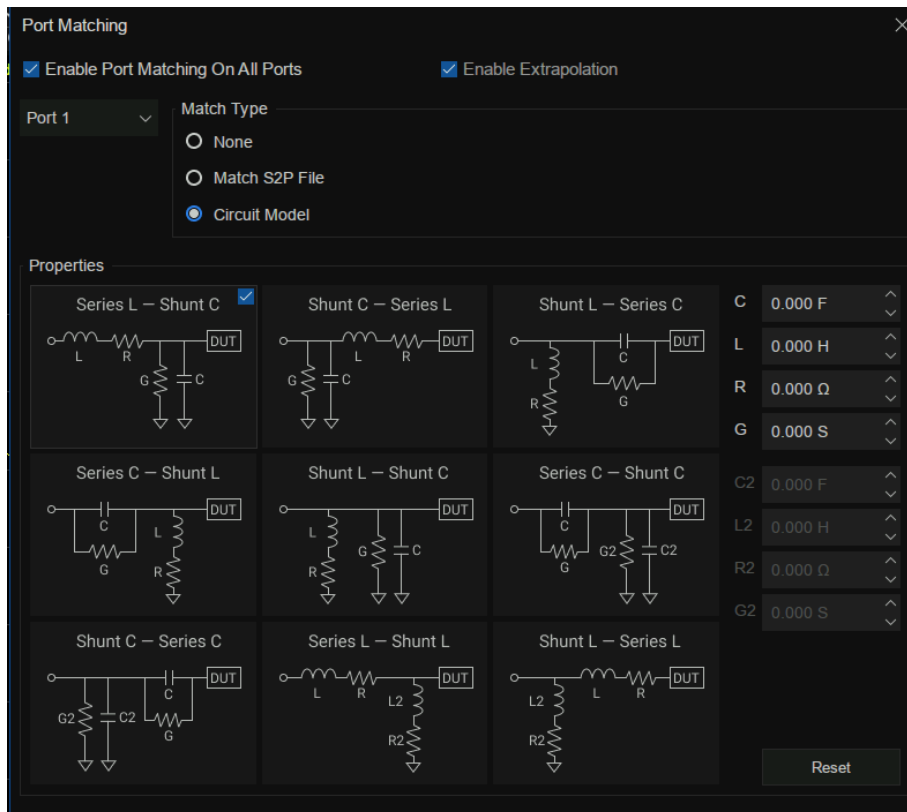 Port Matching
Enable Port Matching On All Ports
Enable Extrapolation
Port 1
Match Type
None
Match S2P File
Circuit Model
Properties
Series L – Shunt C
L
R
G
C
DUT
Shunt C – Series L
G
C
L
R
DUT
Shunt L – Series C
L
R
C
G
DUT
Series C – Shunt L
C
G
L
R
DUT
Shunt L – Shunt C
L
R
G
C
DUT
Series C – Shunt C
C
G
G2
C2
DUT
Shunt C – Series C
G2
C2
C
G
DUT
Series L – Shunt L
L
R
L2
R2
DUT
Shunt L – Series L
L2
R2
L
R
DUT
C 0.000 F
L 0.000 H
R 0.000 Ω
G 0.000 S
C2 0.000 F
L2 0.000 H
R2 0.000 Ω
G2 0.000 S
Reset